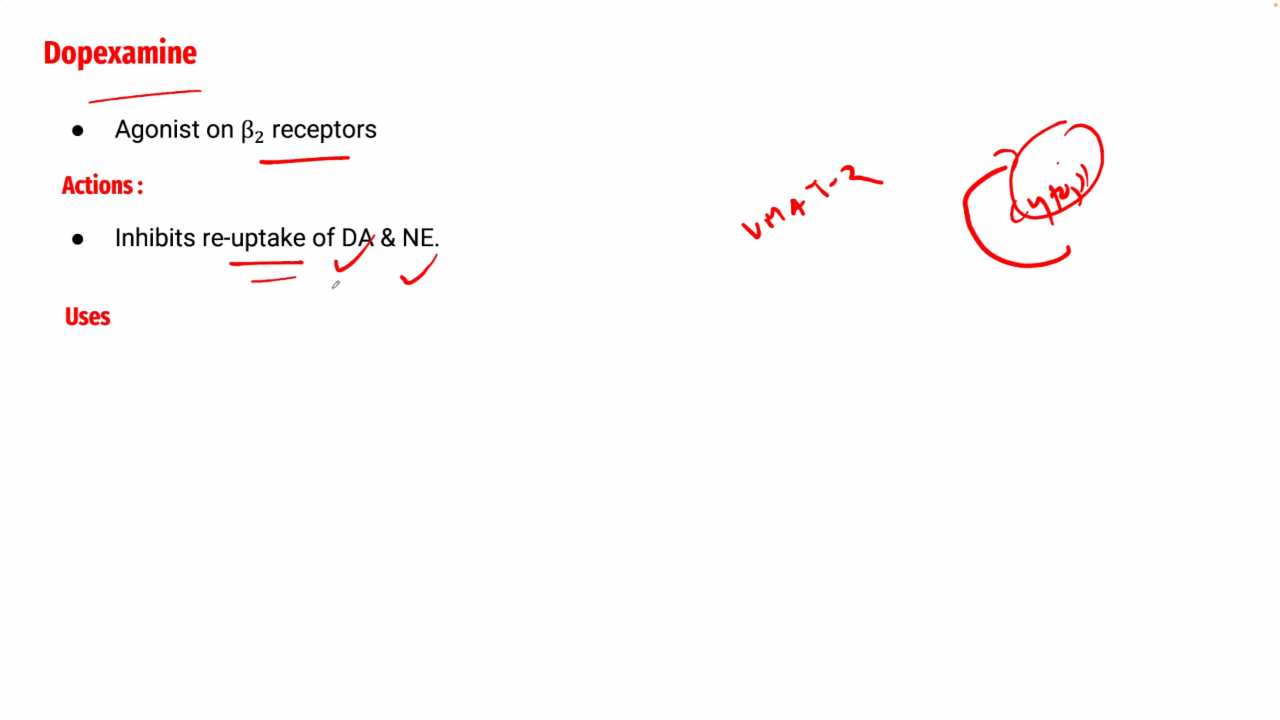 Dopexamine
● Agonist on β₂ receptors
Actions :
● Inhibits re-uptake of DA & NE.
Uses
VMAT-2